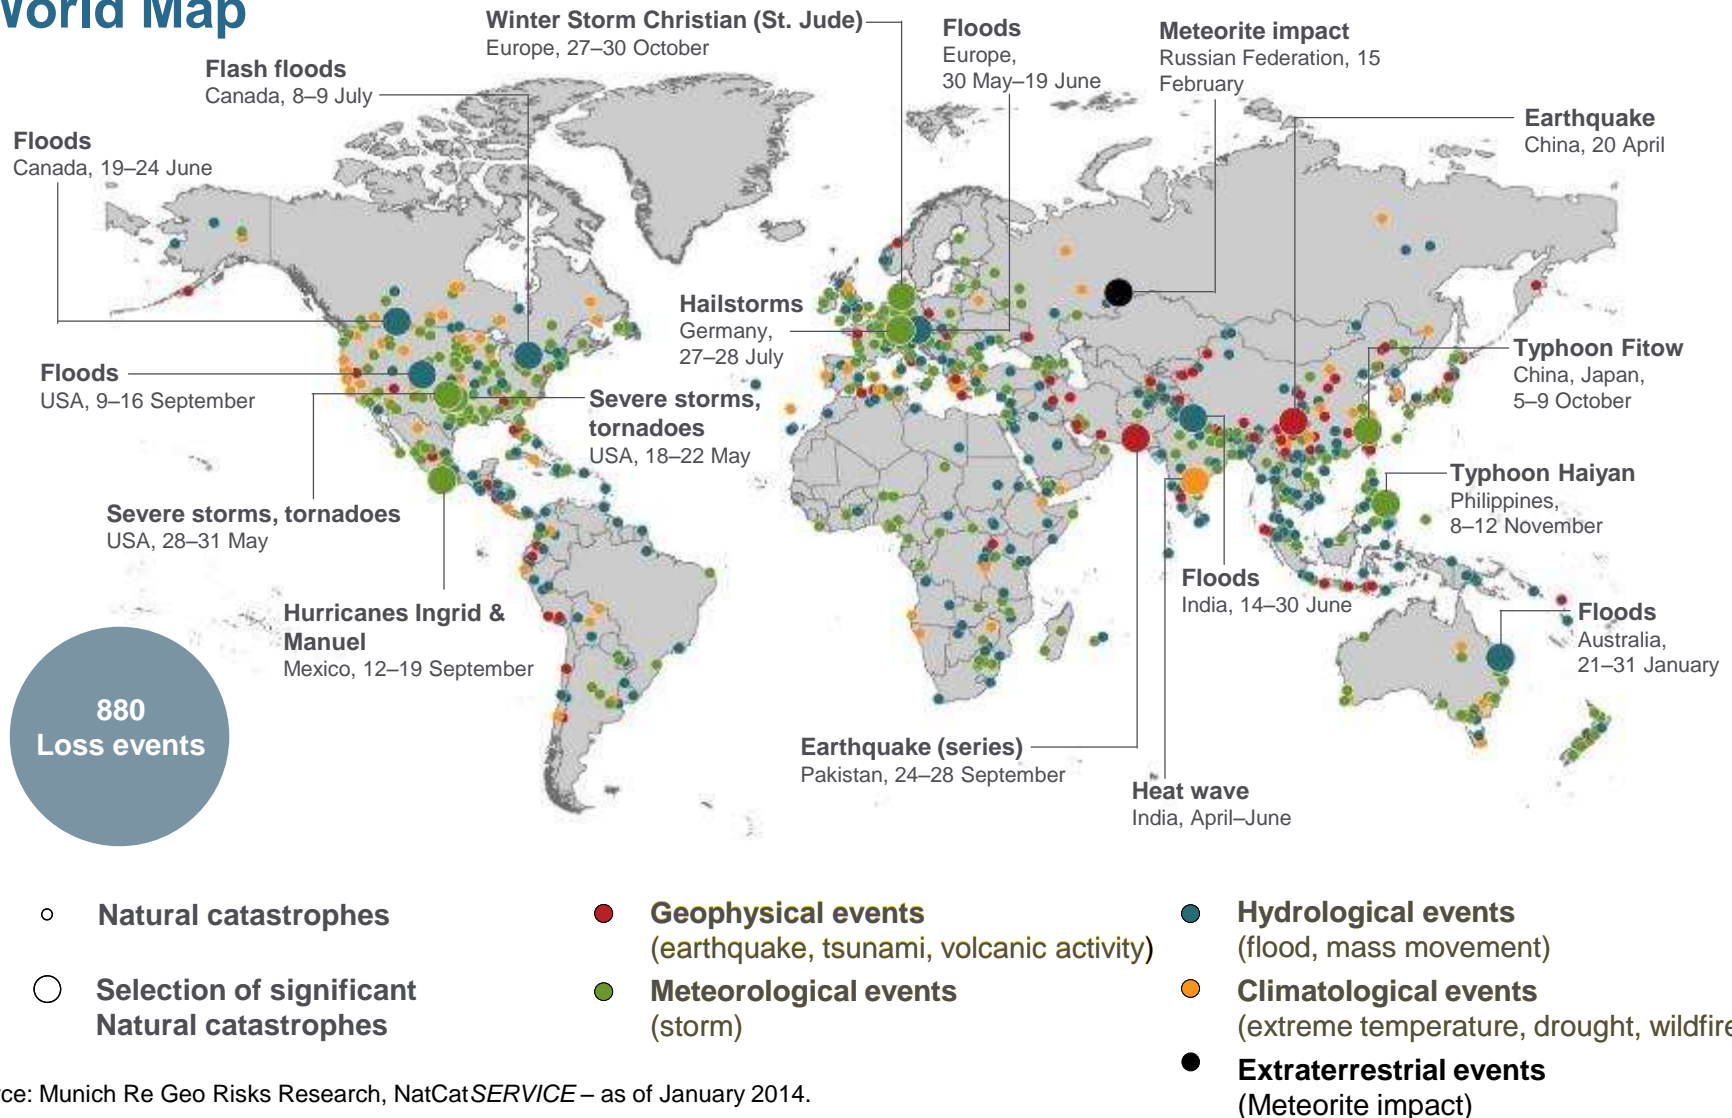 World Map
Winter Storm Christian (St. Jude)
Europe, 27–30 October
Floods
Europe,
30 May–19 June
Meteorite impact
Russian Federation, 15
February
Flash floods
Canada, 8–9 July
Earthquake
China, 20 April
Floods
Canada, 19–24 June
Hailstorms
Germany,
27–28 July
Typhoon Fitow
China, Japan,
5–9 October
Floods
USA, 9–16 September
Severe storms,
tornadoes
USA, 18–22 May
Typhoon Haiyan
Philippines,
8–12 November
Severe storms, tornadoes
USA, 28–31 May
Floods
India, 14–30 June
Hurricanes Ingrid &
Manuel
Mexico, 12–19 September
Floods
Australia,
21–31 January
880
Loss events
Earthquake (series)
Pakistan, 24–28 September
Heat wave
India, April–June
Natural catastrophes
Selection of significant
Natural catastrophes
Geophysical events
(earthquake, tsunami, volcanic activity)
Meteorological events
(storm)
Hydrological events
(flood, mass movement)
Climatological events
(extreme temperature, drought, wildfire
Extraterrestrial events
(Meteorite impact)
rce: Munich Re Geo Risks Research, NatCatSERVICE – as of January 2014.